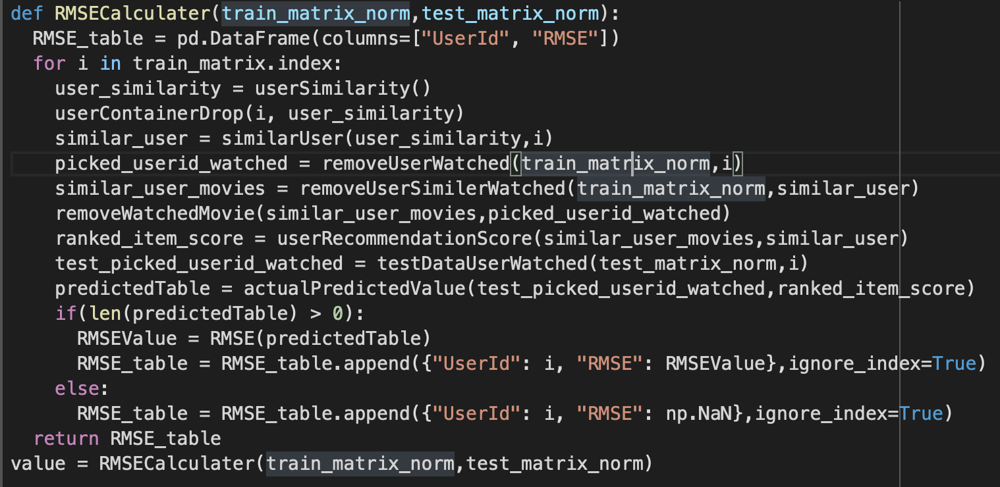 def RMSECalculater(train_matrix_norm,test_matrix_norm):
  RMSE_table = pd.DataFrame(columns=["UserId", "RMSE"])
  for i in train_matrix.index:
    user_similarity = userSimilarity()
    userContainerDrop(i, user_similarity)
    similar_user = similarUser(user_similarity,i)
    picked_userid_watched = removeUserWatched(train_matrix_norm,i)
    similar_user_movies = removeUserSimilerWatched(train_matrix_norm,similar_user)
    removeWatchedMovie(similar_user_movies,picked_userid_watched)
    ranked_item_score = userRecommendationScore(similar_user_movies,similar_user)
    test_picked_userid_watched = testDataUserWatched(test_matrix_norm,i)
    predictedTable = actualPredictedValue(test_picked_userid_watched,ranked_item_score)
    if(len(predictedTable) > 0):
      RMSEValue = RMSE(predictedTable)
      RMSE_table = RMSE_table.append({"UserId": i, "RMSE": RMSEValue},ignore_index=True)
    else:
      RMSE_table = RMSE_table.append({"UserId": i, "RMSE": np.NaN},ignore_index=True)
  return RMSE_table
value = RMSECalculater(train_matrix_norm,test_matrix_norm)